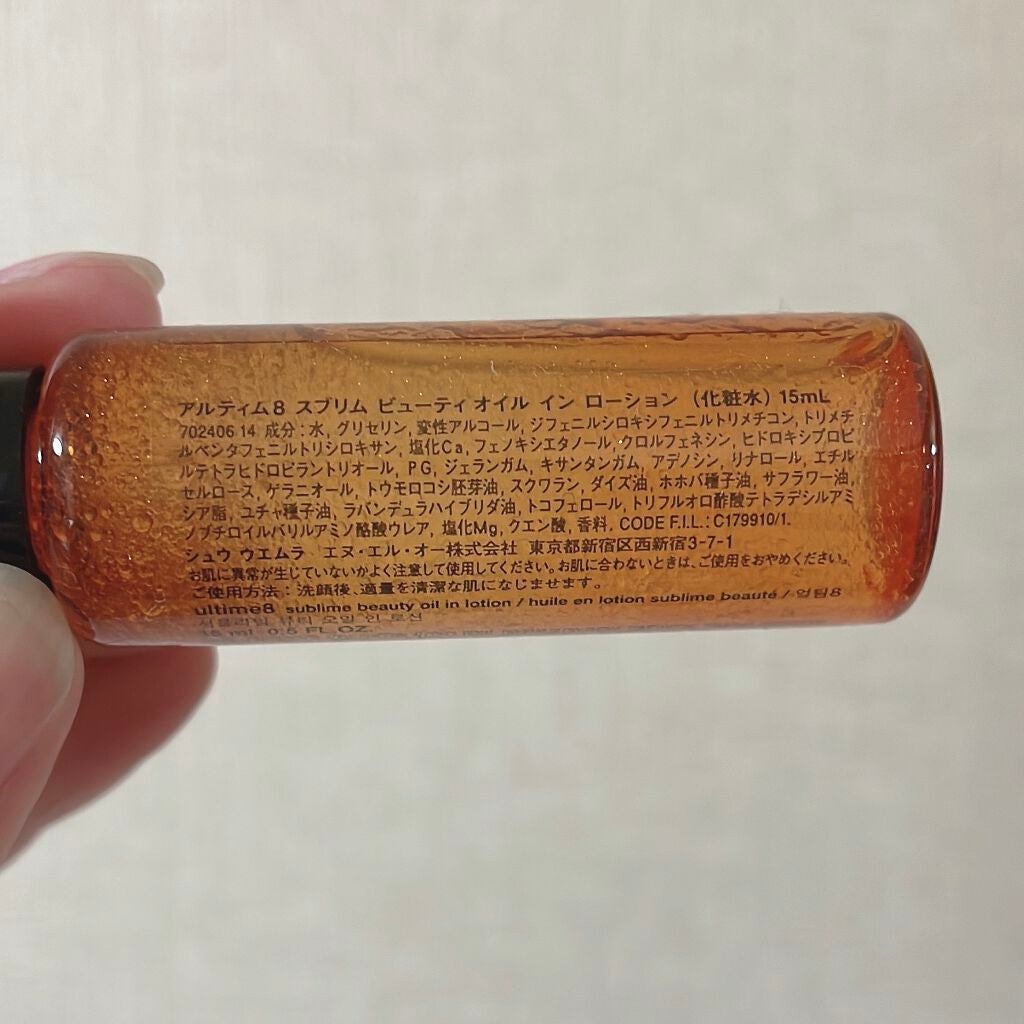 アルティム8 スブリム ビューティ オイル イン ローション (化粧水) 15mL
702406 14 成分:水, グリセリン, 変性アルコール, ジフェニルシロキシフェニルトリメチコン, トリメチ
ルペンタフェニルトリシロキサン, 塩化Ca, フェノキシエタノール, クロルフェネシン, ヒドロキシプロピ
ルテトラヒドロピラントリオール, PG, ジェランガム, キサンタンガム, アデノシン, リナロール, エチル
セルロース, ゲラニオール, トウモロコシ胚芽油, スクワラン, ダイズ油, ホホバ種子油, サフラワー油,
シア脂, ユチャ種子油, ラバンデュラハイブリダ油, トコフェロール, トリフルオロ酢酸テトラデシルアミ
ノブチロイルバリルアミノ酪酸ウレア, 塩化Mg, クエン酸, 香料. CODE F.I.L.: C179910/1.
シュウ ウエムラ エヌ・エル・オー株式会社 東京都新宿区西新宿3-7-1
お肌に異常が生じていないかよく注意して使用してください。お肌に合わないときは、ご使用をおやめください。
ご使用方法:洗顔後、適量を清潔な肌になじませます。
ultime8 sublime beauty oil in lotion / huile en lotion sublime beauté / 얼팀8
서블라임 뷰티 오일 인 로션
15 ml 0.5 FL.OZ.